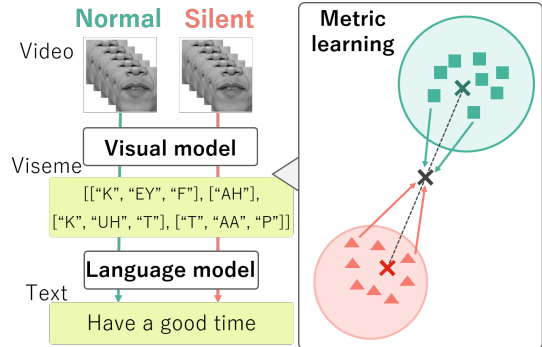 Normal Silent
Video
Visual model
Viseme
[["K", "EY", "F"], ["AH"],
["K", "UH", "T"], ["T", "AA", "P"]]
Language model
Text
Have a good time
Metric
learning